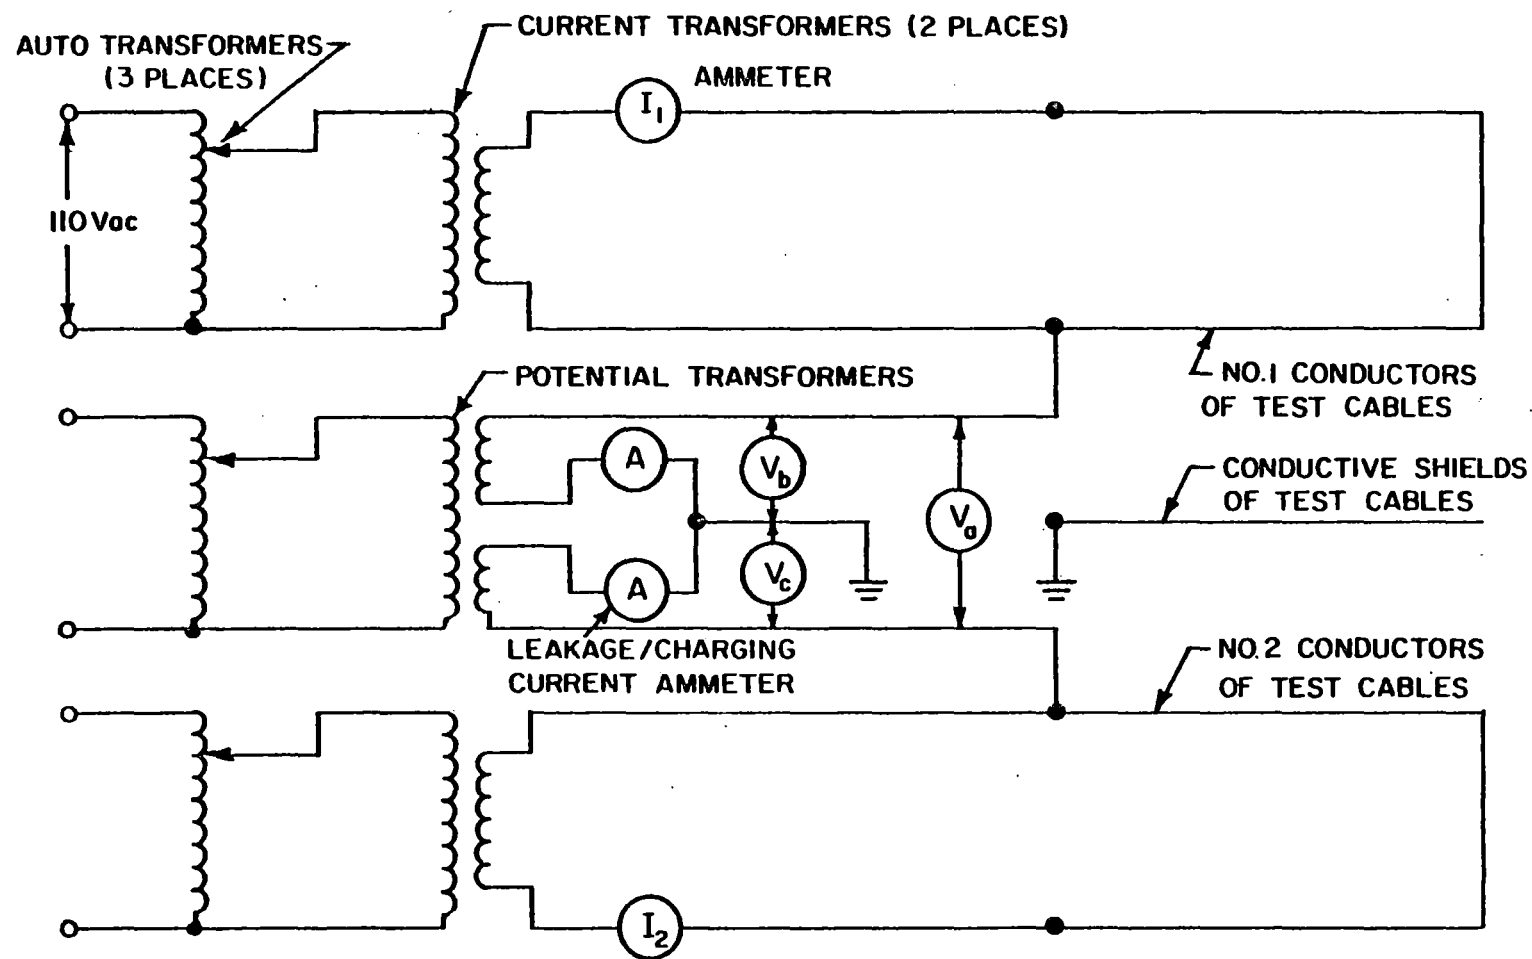 CURRENT TRANSFORMERS (2 PLACES)
AUTO TRANSFORMERS
(3 PLACES)
AMMETER
I1
110 Vac
NO.1 CONDUCTORS
OF TEST CABLES
POTENTIAL TRANSFORMERS
A
Vb
CONDUCTIVE SHIELDS
OF TEST CABLES
Va
A
Vc
LEAKAGE/CHARGING
CURRENT AMMETER
NO.2 CONDUCTORS
OF TEST CABLES
I2